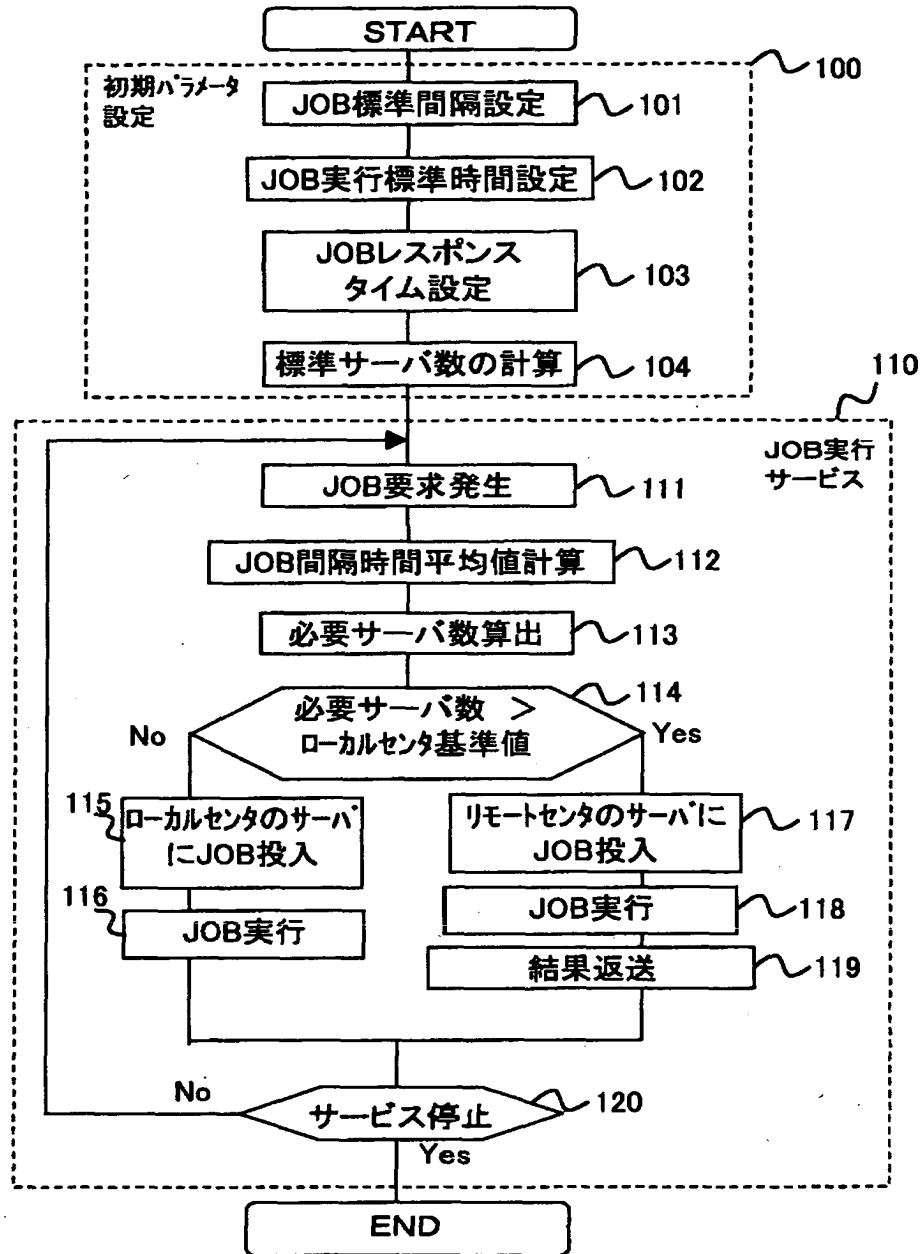 START
100
初期パラメータ
設定
JOB標準間隔設定
101
JOB実行標準時間設定
102
JOBレスポンス
タイム設定
103
標準サーバ数の計算
104
110
JOB実行
サービス
JOB要求発生
111
JOB間隔時間平均値計算
112
必要サーバ数算出
113
114
必要サーバ数 >
ローカルセンタ基準値
No
Yes
115
ローカルセンタのサーバ
にJOB投入
リモートセンタのサーバに
JOB投入
117
116
JOB実行
JOB実行
118
結果返送
119
No
サービス停止
120
Yes
END